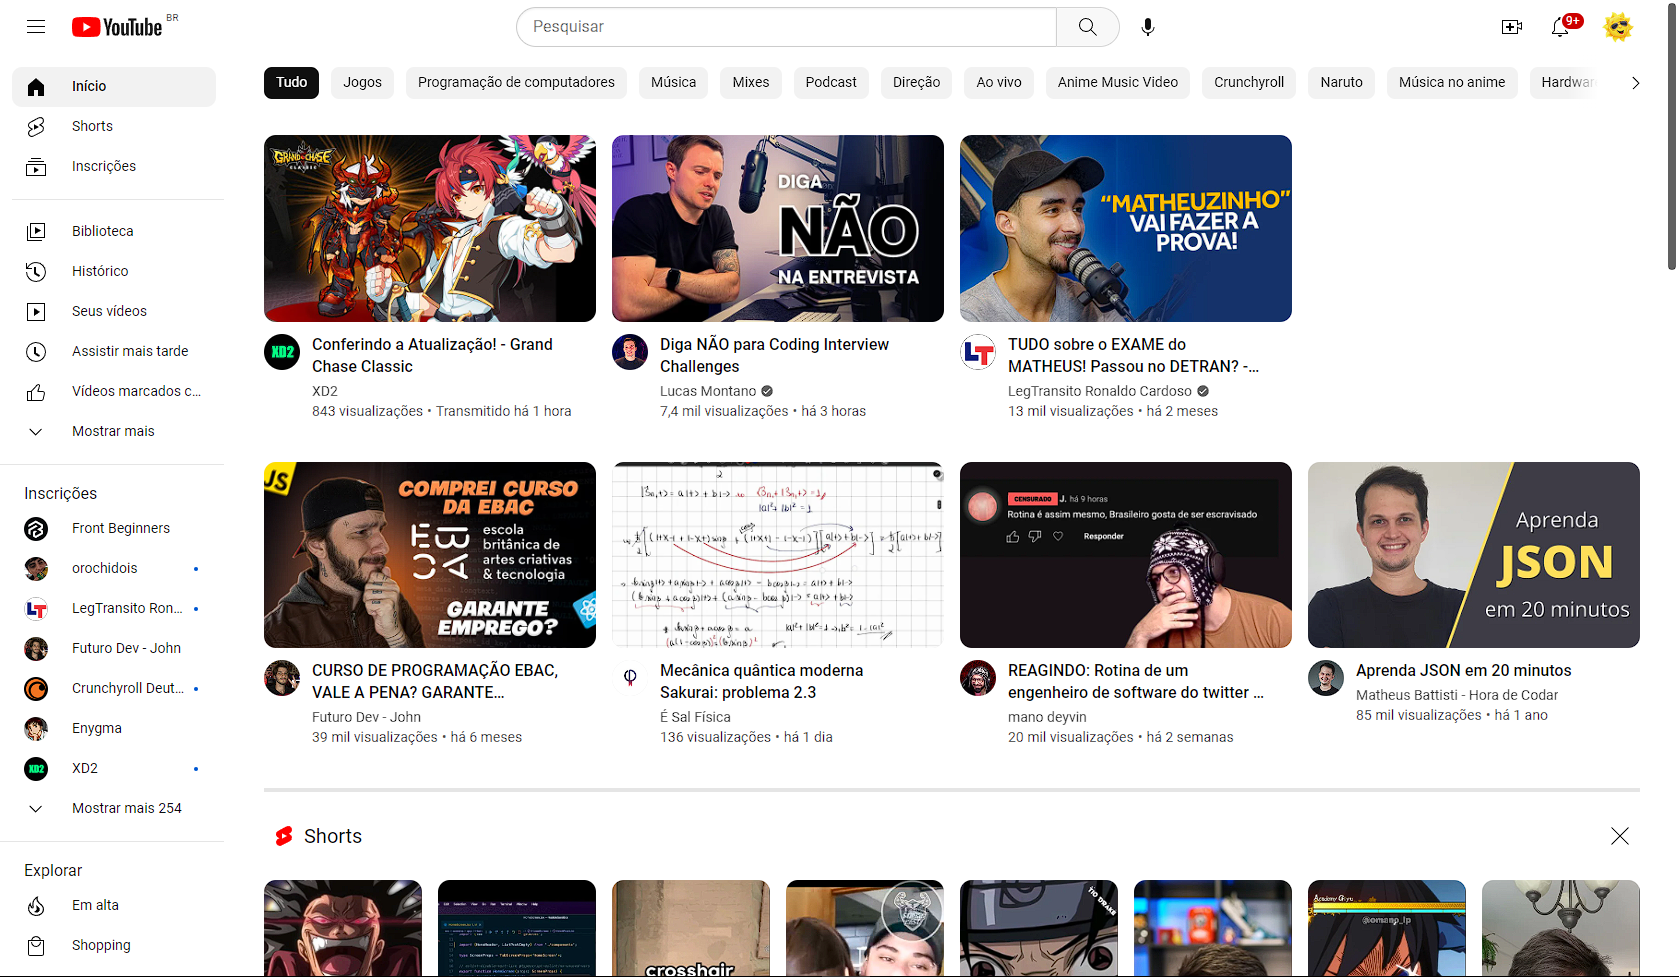 YouTube BR
Pesquisar
9+
Início
Shorts
Inscrições
Biblioteca
Histórico
Seus vídeos
Assistir mais tarde
Vídeos marcados c...
Mostrar mais
Inscrições
Front Beginners
orochidois
LegTransito Ron...
Futuro Dev - John
Crunchyroll Deut...
Enygma
XD2
XD2
Mostrar mais 254
Explorar
Em alta
Shopping
Tudo
Jogos
Programação de computadores
Música
Mixes
Podcast
Direção
Ao vivo
Anime Music Video
Crunchyroll
Naruto
Música no anime
Hardwar
GRAND CHASE
CLASSIC
DIGA
NÃO
NA ENTREVISTA
“MATHEUZINHO”
VAI FAZER A
PROVA!
XD2
Conferindo a Atualização! - Grand
Chase Classic
XD2
843 visualizações • Transmitido há 1 hora
Diga NÃO para Coding Interview
Challenges
Lucas Montano
7,4 mil visualizações • há 3 horas
LT
TUDO sobre o EXAME do
MATHEUS! Passou no DETRAN? -...
LegTransito Ronaldo Cardoso
13 mil visualizações • há 2 meses
JS
COMPREI CURSO
DA EBAC
EBAC
escola
britânica de
artes criativas
& tecnologia
GARANTE
EMPREGO?
CENSURADO J. há 9 horas
Rotina é assim mesmo, Brasileiro gosta de ser escravisado
Responder
Aprenda
JSON
em 20 minutos
CURSO DE PROGRAMAÇÃO EBAC,
VALE A PENA? GARANTE...
Futuro Dev - John
39 mil visualizações • há 6 meses
Mecânica quântica moderna
Sakurai: problema 2.3
É Sal Física
136 visualizações • há 1 dia
REAGINDO: Rotina de um
engenheiro de software do twitter ...
mano deyvin
20 mil visualizações • há 2 semanas
Aprenda JSON em 20 minutos
Matheus Battisti - Hora de Codar
85 mil visualizações • há 1 ano
Shorts
crosshair